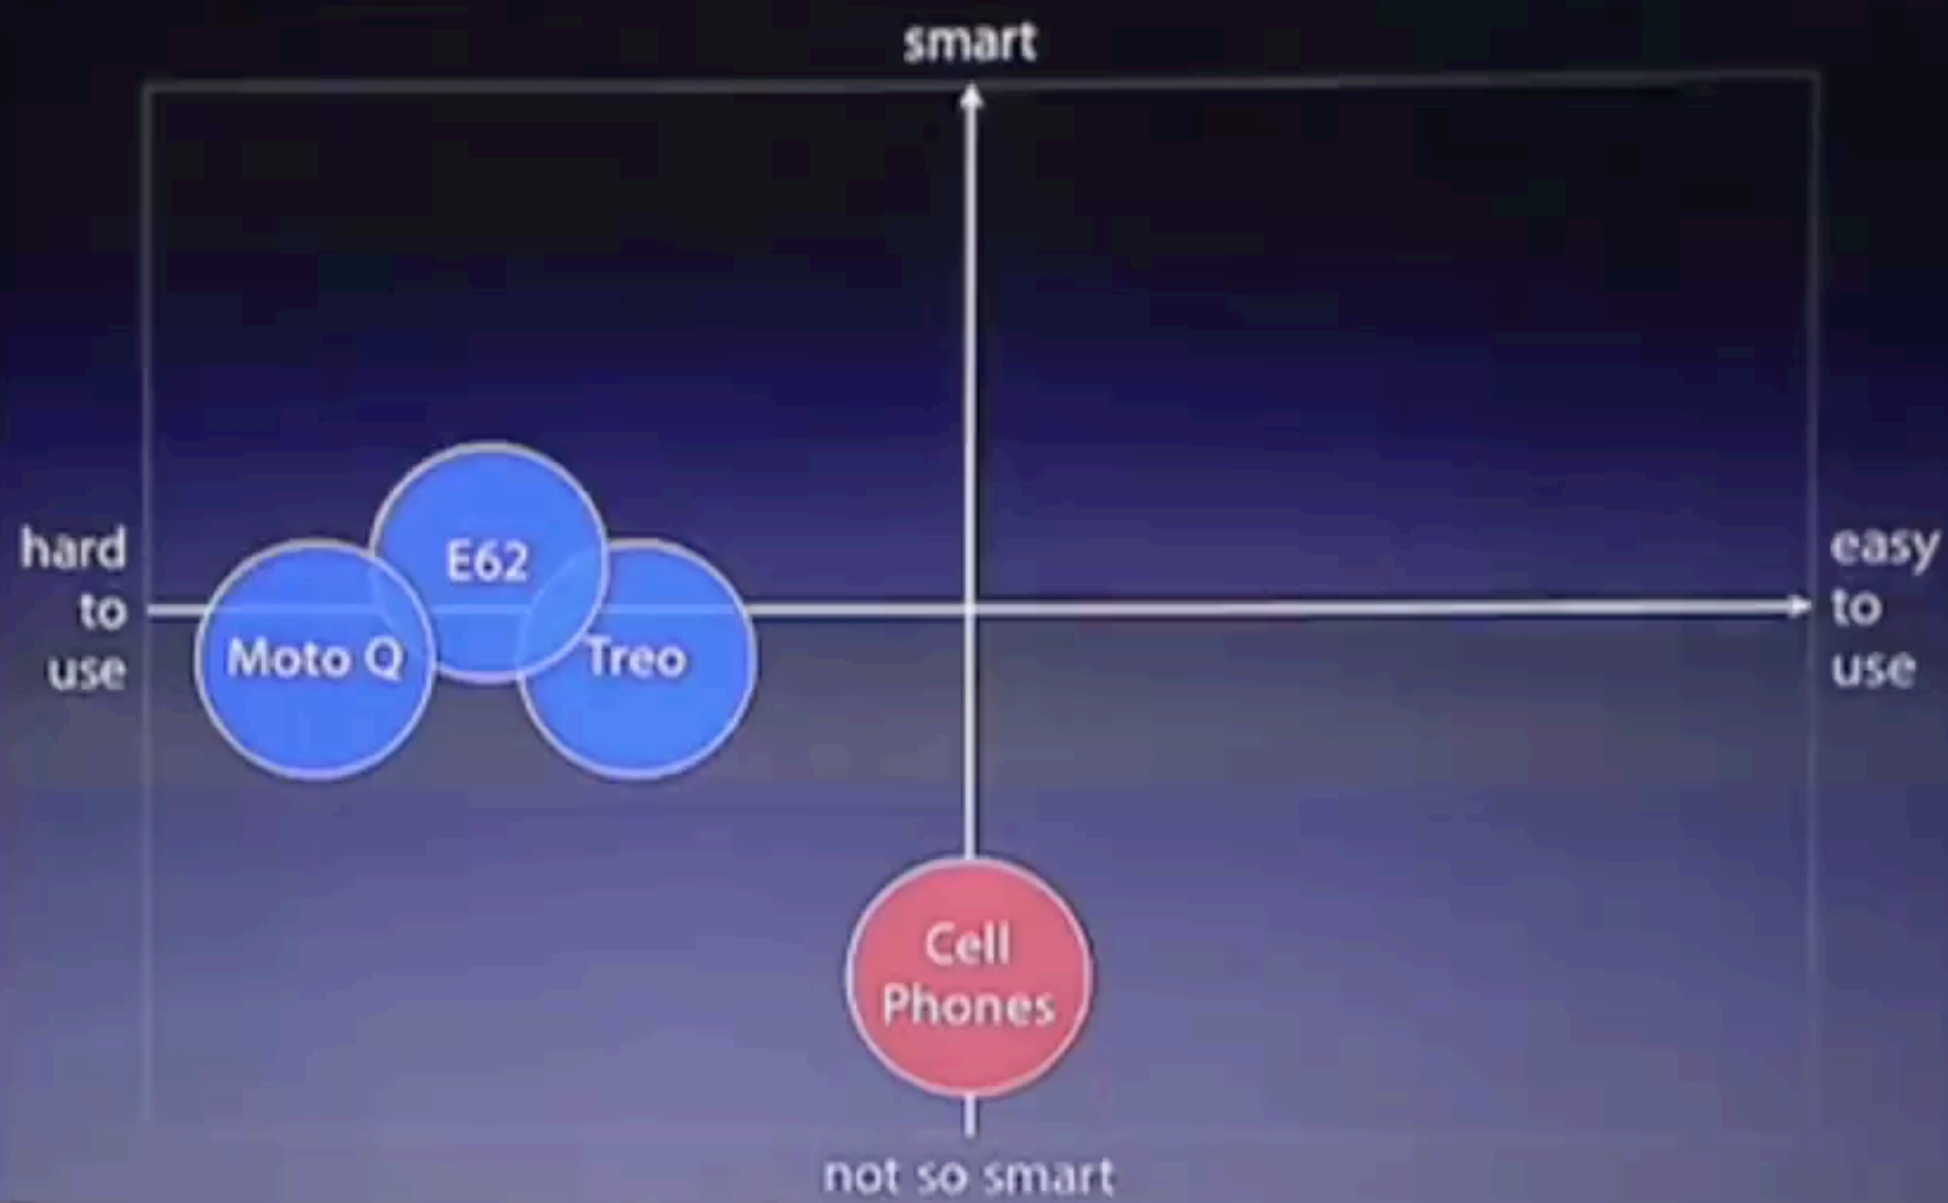 smart
hard
to
use
E62
Moto Q
Treo
easy
to
use
Cell
Phones
not so smart